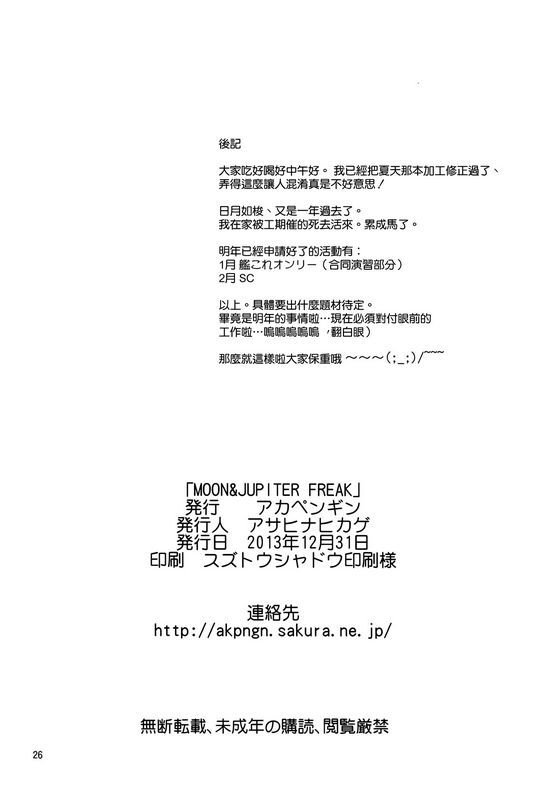 後記
大家吃好喝好中午好。 我已經把夏天那本加工修正過了、
弄得這麼讓人混淆真是不好意思！
日月如梭、又是一年過去了。
我在家被工期催的死去活來。累成馬了。
明年已經申請好了的活動有：
1月 艦これオンリー（合同演習部分）
2月 SC
以上。具體要出什麼題材待定。
畢竟是明年的事情啦…現在必須對付眼前的
工作啦…嗚嗚嗚嗚嗚，翻白眼）
那麼就這樣啦大家保重哦 ～～～(;_;)/~~~
「MOON&JUPITER FREAK」
発行　アカペンギン
発行人　アサヒナヒカゲ
発行日　2013年12月31日
印刷　スズトウシャドウ印刷様
連絡先
http://akpngn.sakura.ne.jp/
無断転載、未成年の購読、閲覧厳禁
26